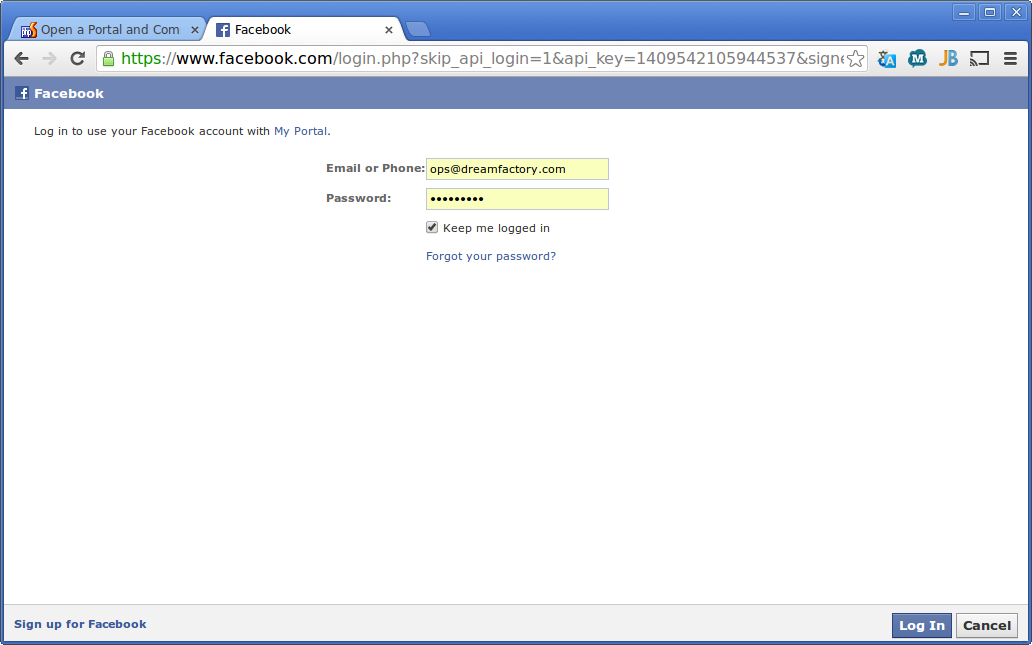 Open a Portal and Com
Facebook
https://www.facebook.com/login.php?skip_api_login=1&api_key=1409542105944537&signe
Facebook
Log in to use your Facebook account with My Portal.
Email or Phone: ops@dreamfactory.com
Password: •••••••••
Keep me logged in
Forgot your password?
Sign up for Facebook
Log In
Cancel